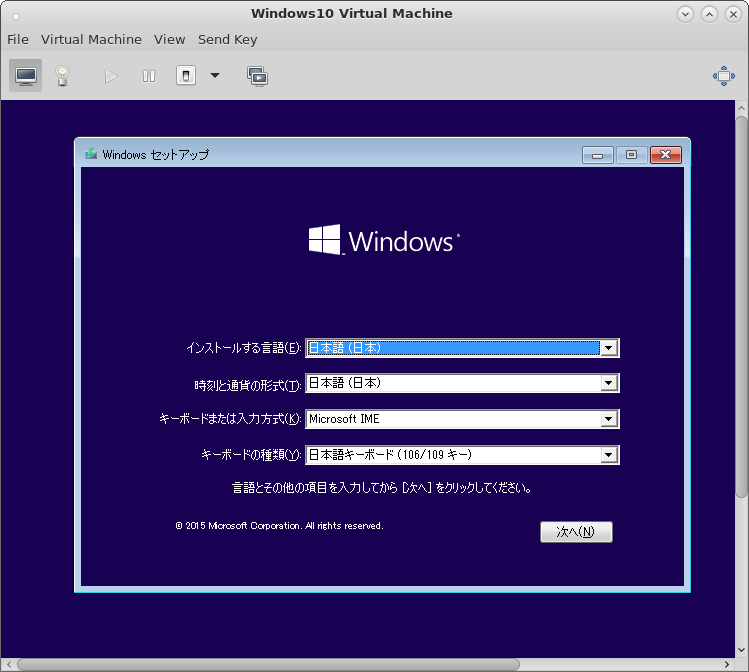 Windows10 Virtual Machine
File Virtual Machine View Send Key
Windows セットアップ
Windows
インストールする言語(E): 日本語 (日本)
時刻と通貨の形式(T): 日本語 (日本)
キーボードまたは入力方式(K): Microsoft IME
キーボードの種類(Y): 日本語キーボード (106/109 キー)
言語とその他の項目を入力してから [次へ] をクリックしてください。
© 2015 Microsoft Corporation. All rights reserved.
次へ(N)